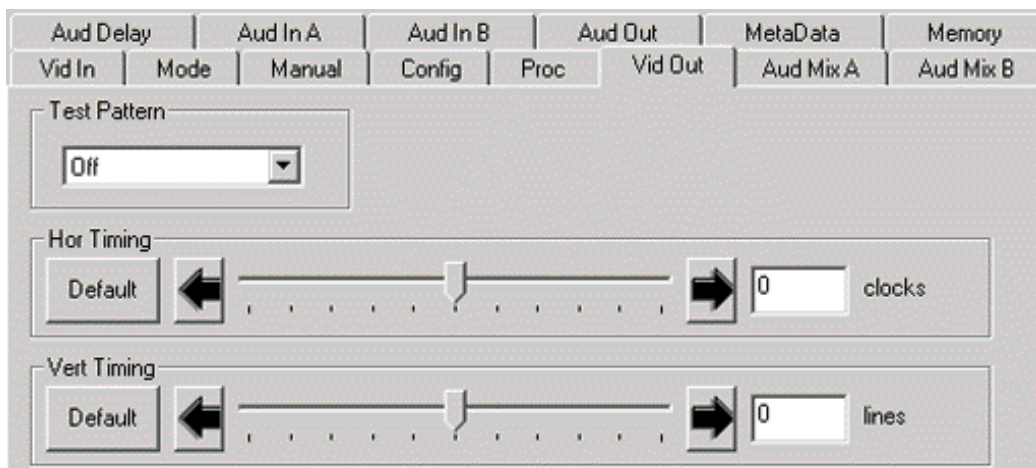 Aud Delay Aud In A Aud In B Aud Out MetaData Memory
Vid In Mode Manual Config Proc Vid Out Aud Mix A Aud Mix B
Test Pattern
Off
Hor Timing
Default 0 clocks
Vert Timing
Default 0 lines